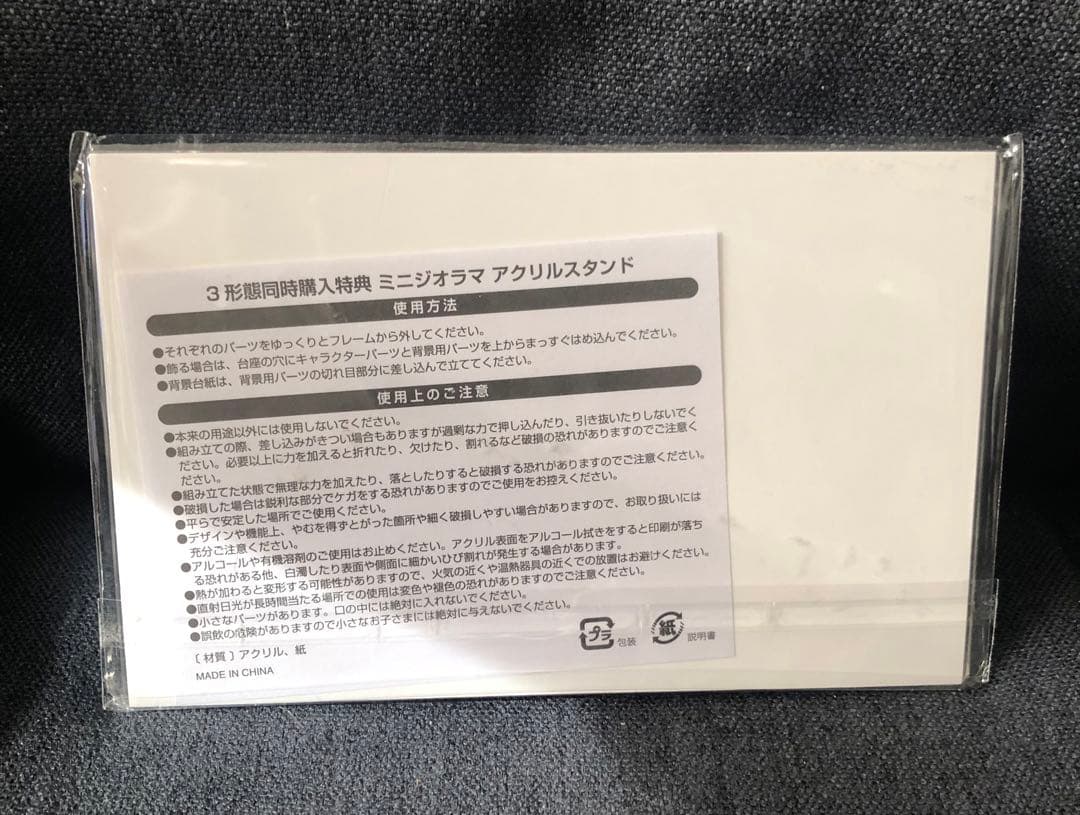 3形態同時購入特典 ミニジオラマ アクリルスタンド
使用方法
●それぞれのパーツをゆっくりとフレームから外してください。
●飾る場合は、台座の穴にキャラクターパーツと背景用パーツを上からまっすぐはめ込んでください。
●背景台紙は、背景用パーツの切れ目部分に差し込んで立ててください。
使用上のご注意
●本来の用途以外には使用しないでください。
●組み立ての際、差し込みがきつい場合もありますが過剰な力で押し込んだり、引き抜いたりしないでく
ださい。必要以上に力を加えると折れたり、欠けたり、割れるなど破損の恐れがありますのでご注意く
ださい。
●組み立てた状態で無理な力を加えたり、落としたりすると破損する恐れがありますのでご注意ください。
●破損した場合は鋭利な部分でケガをする恐れがありますのでご使用をお控えください。
●平らで安定した場所でご使用ください。
●デザインや機能上、やむを得ずとがった箇所や細く破損しやすい場合がありますので、お取り扱いには
充分ご注意ください。
●アルコールや有機溶剤のご使用はお止めください。アクリル表面をアルコール拭きをすると印刷が落ち
る恐れがある他、白濁したり表面や側面に細かいひび割れが発生する場合があります。
●熱が加わると変形する可能性がありますので、火気の近くや温熱器具の近くでの放置はお避けください。
●直射日光が長時間当たる場所での使用は変色や褪色の恐れがありますのでご注意ください。
●小さなパーツがあります。口の中には絶対に入れないでください。
●誤飲の危険がありますので小さなお子さまには絶対に与えないでください。
〔材質〕アクリル、紙
MADE IN CHINA
プラ 包装 紙 説明書